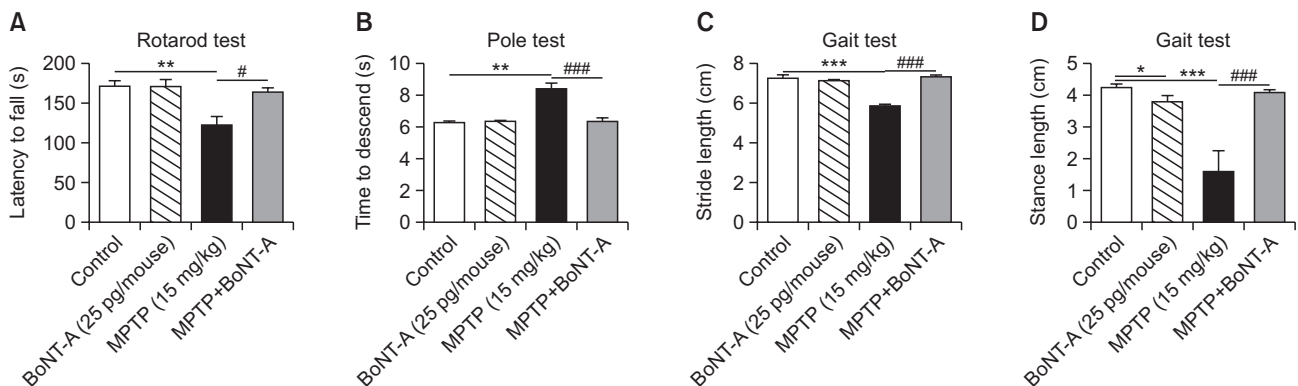 A
Rotarod test
Latency to fall (s)
200
150
100
50
0
**
#
Control
BoNT-A (25 pg/mouse)
MPTP (15 mg/kg)
MPTP+BoNT-A
B
Pole test
Time to descend (s)
10
8
6
4
2
0
**
###
Control
BoNT-A (25 pg/mouse)
MPTP (15 mg/kg)
MPTP+BoNT-A
C
Gait test
Stride length (cm)
8
6
4
2
0
***
###
Control
BoNT-A (25 pg/mouse)
MPTP (15 mg/kg)
MPTP+BoNT-A
D
Gait test
Stance length (cm)
5
4
3
2
1
0
*
***
###
Control
BoNT-A (25 pg/mouse)
MPTP (15 mg/kg)
MPTP+BoNT-A